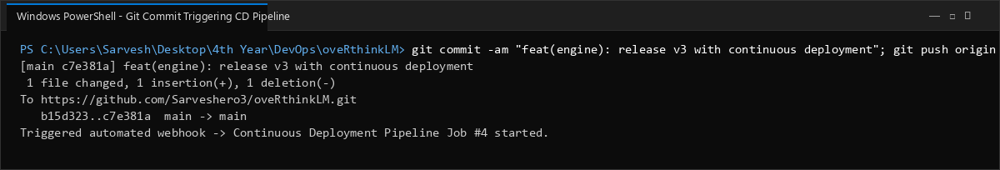 Windows PowerShell - Git Commit Triggering CD Pipeline
PS C:\Users\Sarvesh\Desktop\4th Year\DevOps\oveRthinkLM> git commit -am "feat(engine): release v3 with continuous deployment"; git push origin
[main c7e381a] feat(engine): release v3 with continuous deployment
 1 file changed, 1 insertion(+), 1 deletion(-)
To https://github.com/Sarveshero3/oveRthinkLM.git
   b15d323..c7e381a  main -> main
Triggered automated webhook -> Continuous Deployment Pipeline Job #4 started.